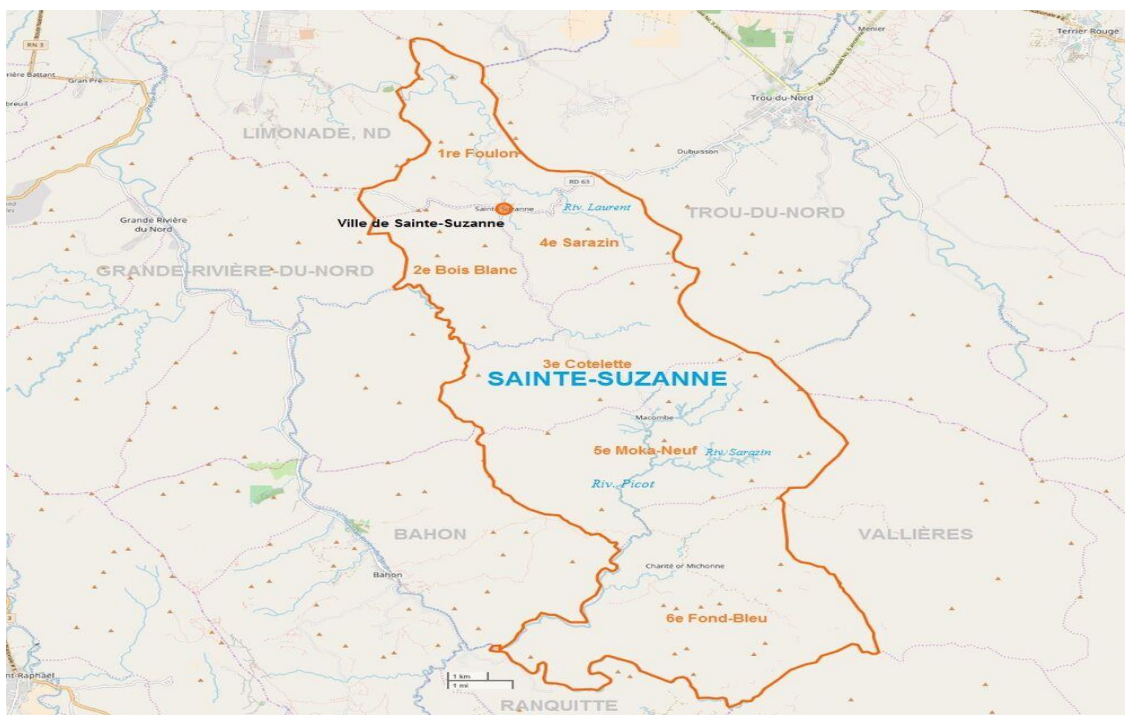 RN 3
Menier
Terrier Rouge
Gran Pré
Trou-du-Nord
LIMONADE, ND
1re Foulon
Dubuisson
RD 63
Riv. Laurent
TROU-DU-NORD
Grande Rivière
du Nord
Ville de Sainte-Suzanne
4e Sarazin
GRANDE-RIVIÈRE-DU-NORD
2e Bois Blanc
3e Cotelette
SAINTE-SUZANNE
Macombe
5e Moka-Neuf
Riv. Sarazin
Riv. Picot
BAHON
VALLIÈRES
Bahon
Charité or Michonne
6e Fond-Bleu
nt-Raphaël
1 km
1 mi
RANQUITTE